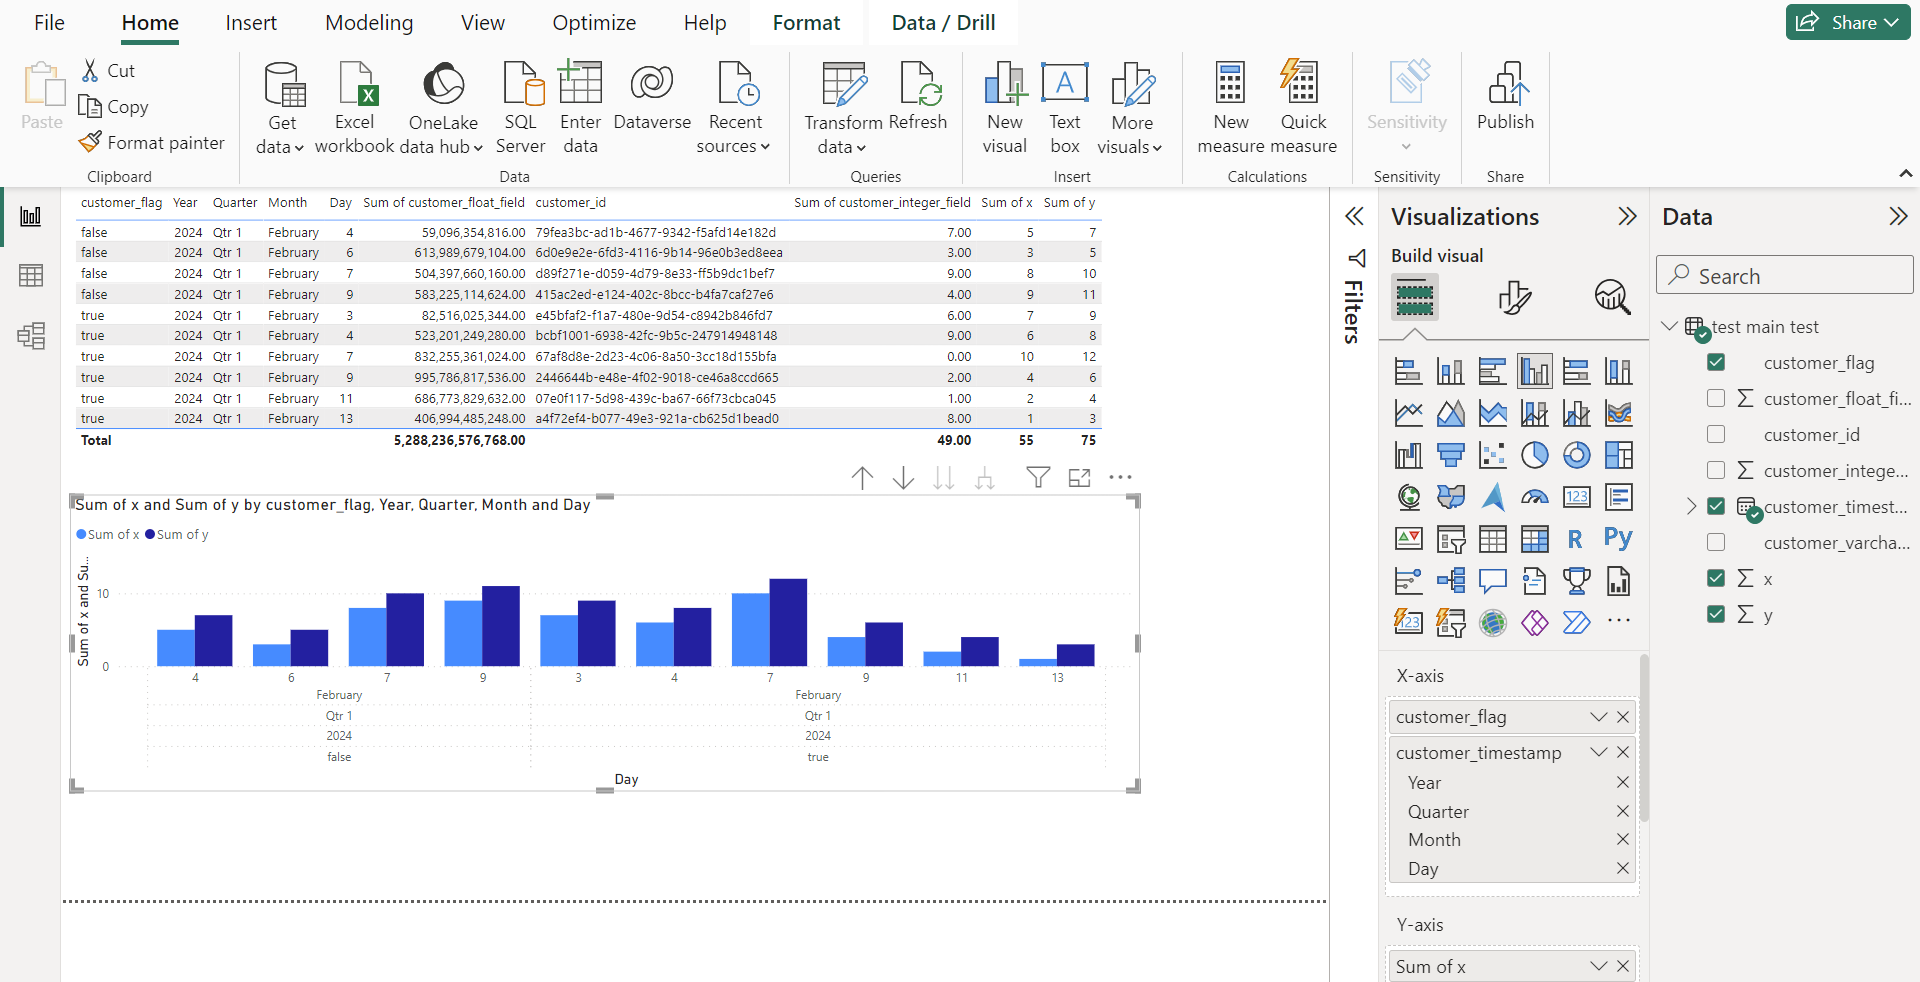 File Home Insert Modeling View Optimize Help Format Data / Drill Share
Paste Cut
Copy
Format painter
Clipboard
Get data
Excel workbook
OneLake data hub
SQL Server
Enter data
Dataverse
Recent sources
Data
Transform data
Refresh
Queries
New visual
Text box
More visuals
Insert
New measure
Quick measure
Calculations
Sensitivity
Sensitivity
Publish
Share
customer_flag Year Quarter Month Day Sum of customer_float_field customer_id Sum of customer_integer_field Sum of x Sum of y
false 2024 Qtr 1 February 4 59,096,354,816.00 79fea3bc-ad1b-4677-9342-f5afd14e182d 7.00 5 7
false 2024 Qtr 1 February 6 613,989,679,104.00 6d0e9e2e-6fd3-4116-9b14-96e0b3ed8eea 3.00 3 5
false 2024 Qtr 1 February 7 504,397,660,160.00 d89f271e-d059-4d79-8e33-ff5b9dc1bef7 9.00 8 10
false 2024 Qtr 1 February 9 583,225,114,624.00 415ac2ed-e124-402c-8bcc-b4fa7caf27e6 4.00 9 11
true 2024 Qtr 1 February 3 82,516,025,344.00 e45bfaf2-f1a7-480e-9d54-c8942b846fd7 6.00 7 9
true 2024 Qtr 1 February 4 523,201,249,280.00 bcbf1001-6938-42fc-9b5c-247914948148 9.00 6 8
true 2024 Qtr 1 February 7 832,255,361,024.00 67af8d8e-2d23-4c06-8a50-3cc18d155bfa 0.00 10 12
true 2024 Qtr 1 February 9 995,786,817,536.00 2446644b-e48e-4f02-9018-ce46a8ccd665 2.00 4 6
true 2024 Qtr 1 February 11 686,773,829,632.00 07e0f117-5d98-439c-ba67-66f73cbca045 1.00 2 4
true 2024 Qtr 1 February 13 406,994,485,248.00 a4f72ef4-b077-49e3-921a-cb625d1bead0 8.00 1 3
Total 5,288,236,576,768.00 49.00 55 75
Sum of x and Sum of y by customer_flag, Year, Quarter, Month and Day
Sum of x Sum of y
Sum of x and Su...
10
0
4 6 7 9 3 4 7 9 11 13
February February
Qtr 1 Qtr 1
2024 2024
false true
Day
Filters
Visualizations
Build visual
123
R
Py
123
X-axis
customer_flag
customer_timestamp
Year
Quarter
Month
Day
Y-axis
Sum of x
Data
Search
test main test
customer_flag
customer_float_fi...
customer_id
customer_intege...
customer_timest...
customer_varcha...
x
y